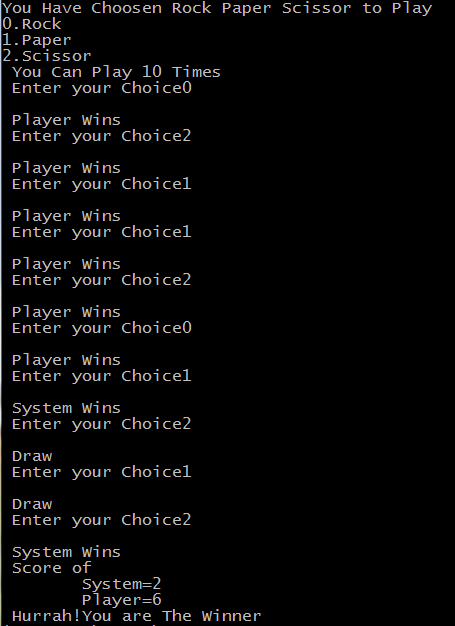 You Have Choosen Rock Paper Scissor to Play
0.Rock
1.Paper
2.Scissor
You Can Play 10 Times
Enter your Choice0
Player Wins
Enter your Choice2
Player Wins
Enter your Choice1
Player Wins
Enter your Choice1
Player Wins
Enter your Choice2
Player Wins
Enter your Choice0
Player Wins
Enter your Choice1
System Wins
Enter your Choice2
Draw
Enter your Choice1
Draw
Enter your Choice2
System Wins
Score of
System=2
Player=6
Hurrah!You are The Winner